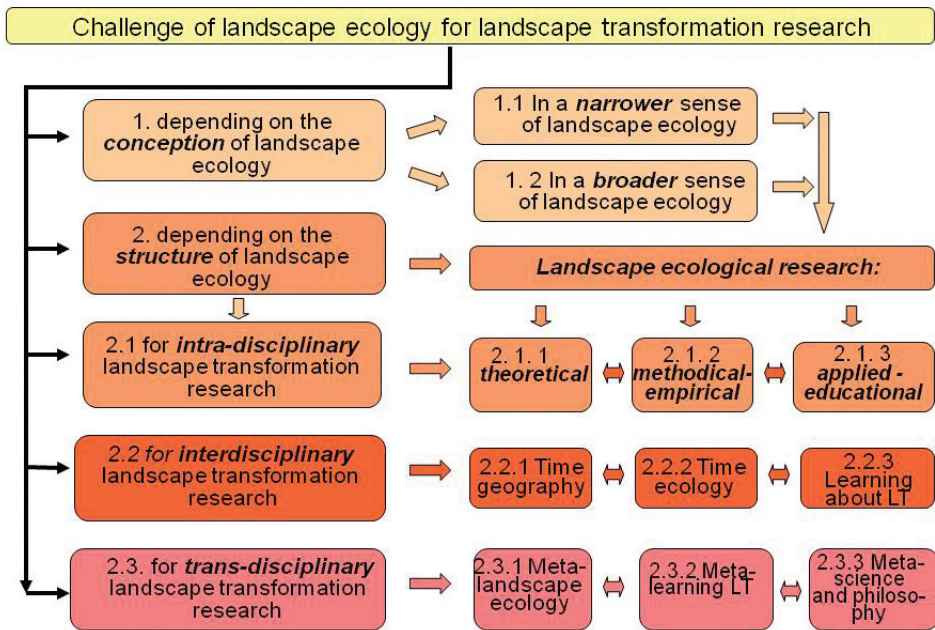 Challenge of landscape ecology for landscape transformation research
1. depending on the
conception of landscape
ecology
1.1 In a narrower sense
of landscape ecology
1. 2 In a broader sense
of landscape ecology
2. depending on the
structure of landscape
ecology
Landscape ecological research:
2.1 for intra-disciplinary
landscape transformation
research
2. 1. 1
theoretical
2. 1. 2
methodical-
empirical
2. 1. 3
applied -
educational
2.2 for interdisciplinary
landscape transformation
research
2.2.1 Time
geography
2.2.2 Time
ecology
2.2.3
Learning
about LT
2.3. for trans-disciplinary
landscape transformation
research
2.3.1 Meta-
landscape
ecology
2.3.2 Meta-
learning LT
2.3.3 Meta-
science
and philoso-
phy